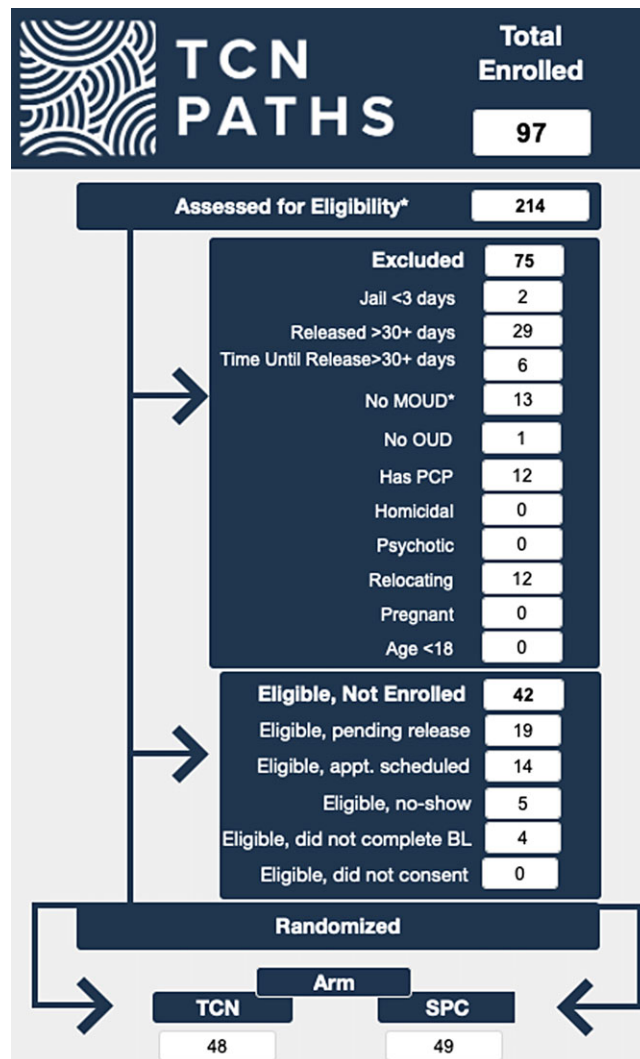 TCN
PATHS
Total
Enrolled
97
Assessed for Eligibility* 214
Excluded 75
Jail <3 days 2
Released >30+ days 29
Time Until Release>30+ days 6
No MOUD* 13
No OUD 1
Has PCP 12
Homicidal 0
Psychotic 0
Relocating 12
Pregnant 0
Age <18 0
Eligible, Not Enrolled 42
Eligible, pending release 19
Eligible, appt. scheduled 14
Eligible, no-show 5
Eligible, did not complete BL 4
Eligible, did not consent 0
Randomized
Arm
TCN SPC
48 49